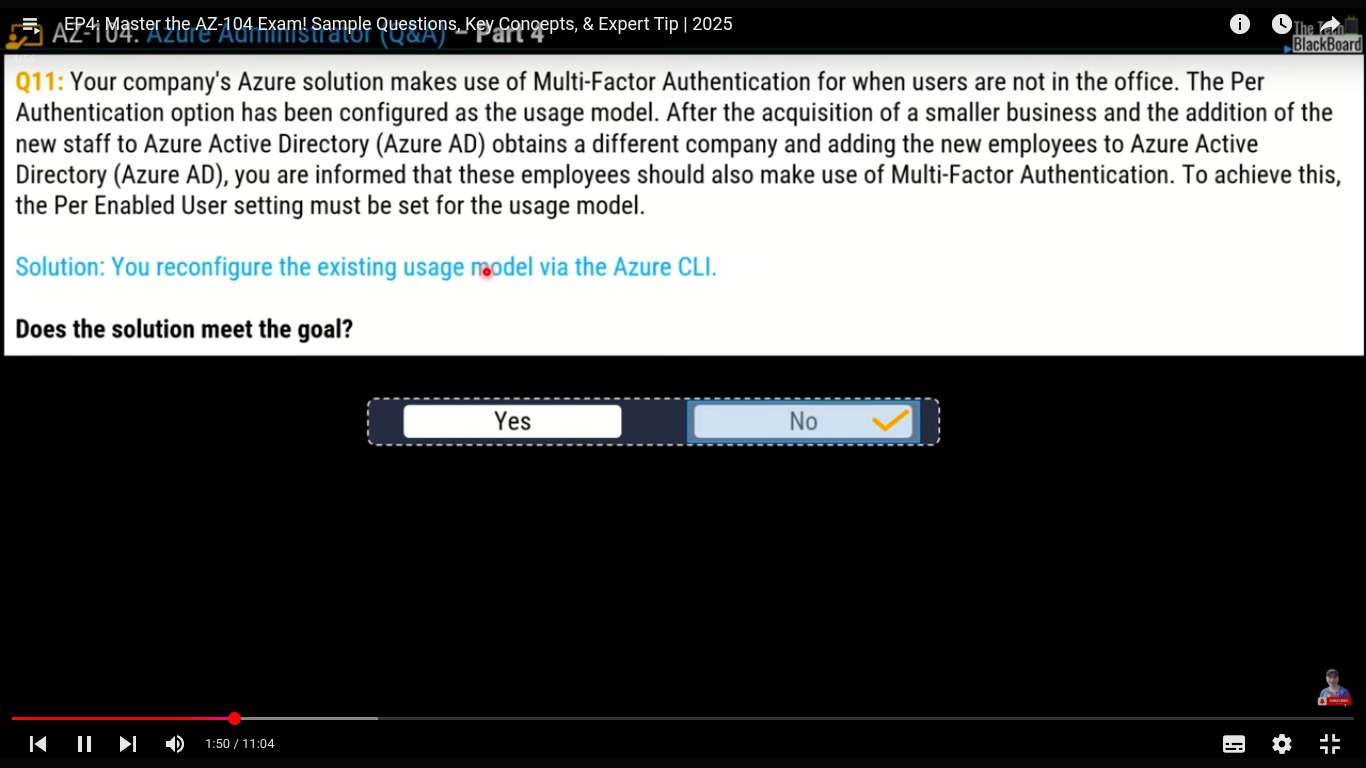 EP4: Master the AZ-104 Exam! Sample Questions, Key Concepts, & Expert Tip | 2025
AZ-104: Azure Administrator (Q&A) – Part 4
The Tech
BlackBoard
Q11: Your company's Azure solution makes use of Multi-Factor Authentication for when users are not in the office. The Per
Authentication option has been configured as the usage model. After the acquisition of a smaller business and the addition of the
new staff to Azure Active Directory (Azure AD) obtains a different company and adding the new employees to Azure Active
Directory (Azure AD), you are informed that these employees should also make use of Multi-Factor Authentication. To achieve this,
the Per Enabled User setting must be set for the usage model.
Solution: You reconfigure the existing usage model via the Azure CLI.
Does the solution meet the goal?
Yes
No
1:50 / 11:04